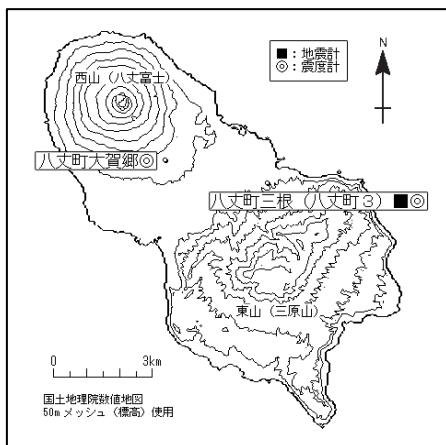 西山（八丈富士）
■：地震計
◎：震度計
N
八丈町大賀郷◎
八丈町三根（八丈町３）■◎
東山（三原山）
0 3km
国土地理院数値地図
50mメッシュ（標高）使用